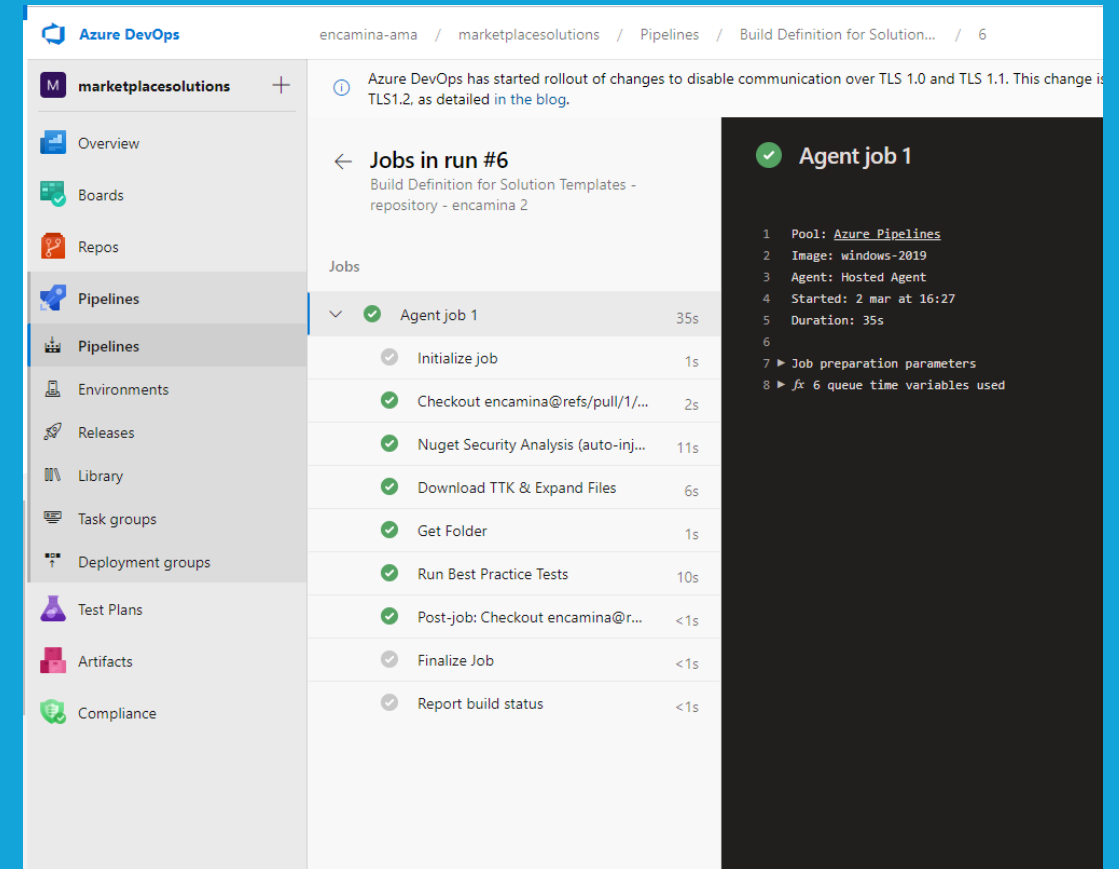 Azure DevOps
encamina-ama / marketplacesolutions / Pipelines / Build Definition for Solution... / 6
M marketplacesolutions
Azure DevOps has started rollout of changes to disable communication over TLS 1.0 and TLS 1.1. This change is
TLS1.2, as detailed in the blog.
Overview
Boards
Repos
Pipelines
Pipelines
Environments
Releases
Library
Task groups
Deployment groups
Test Plans
Artifacts
Compliance
Jobs in run #6
Build Definition for Solution Templates -
repository - encamina 2
Jobs
Agent job 1 35s
Initialize job 1s
Checkout encamina@refs/pull/1/... 2s
Nuget Security Analysis (auto-inj... 11s
Download TTK & Expand Files 6s
Get Folder 1s
Run Best Practice Tests 10s
Post-job: Checkout encamina@r... <1s
Finalize Job <1s
Report build status <1s
Agent job 1
1 Pool: Azure Pipelines
2 Image: windows-2019
3 Agent: Hosted Agent
4 Started: 2 mar at 16:27
5 Duration: 35s
6
7 Job preparation parameters
8 fx 6 queue time variables used